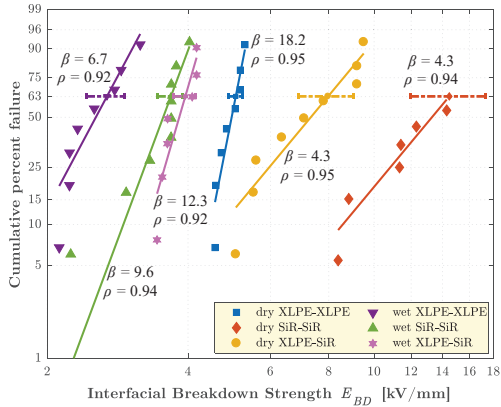 99
96
90
75
63
50
25
15
10
5
1
Cumulative percent failure
β = 6.7
ρ = 0.92
β = 18.2
ρ = 0.95
β = 4.3
ρ = 0.94
β = 4.3
ρ = 0.95
β = 12.3
ρ = 0.92
β = 9.6
ρ = 0.94
dry XLPE-XLPE
dry SiR-SiR
dry XLPE-SiR
wet XLPE-XLPE
wet SiR-SiR
wet XLPE-SiR
2 4 6 8 10 12 14 16 18
Interfacial Breakdown Strength E_BD [kV/mm]